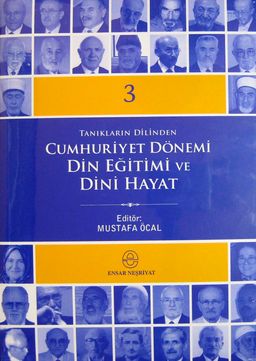 3
TANIKLARIN DİLİNDEN
CUMHURİYET DÖNEMİ
DİN EĞİTİMİ VE
DİNİ HAYAT
Editör:
MUSTAFA ÖCAL
ENSAR NEŞRİYAT